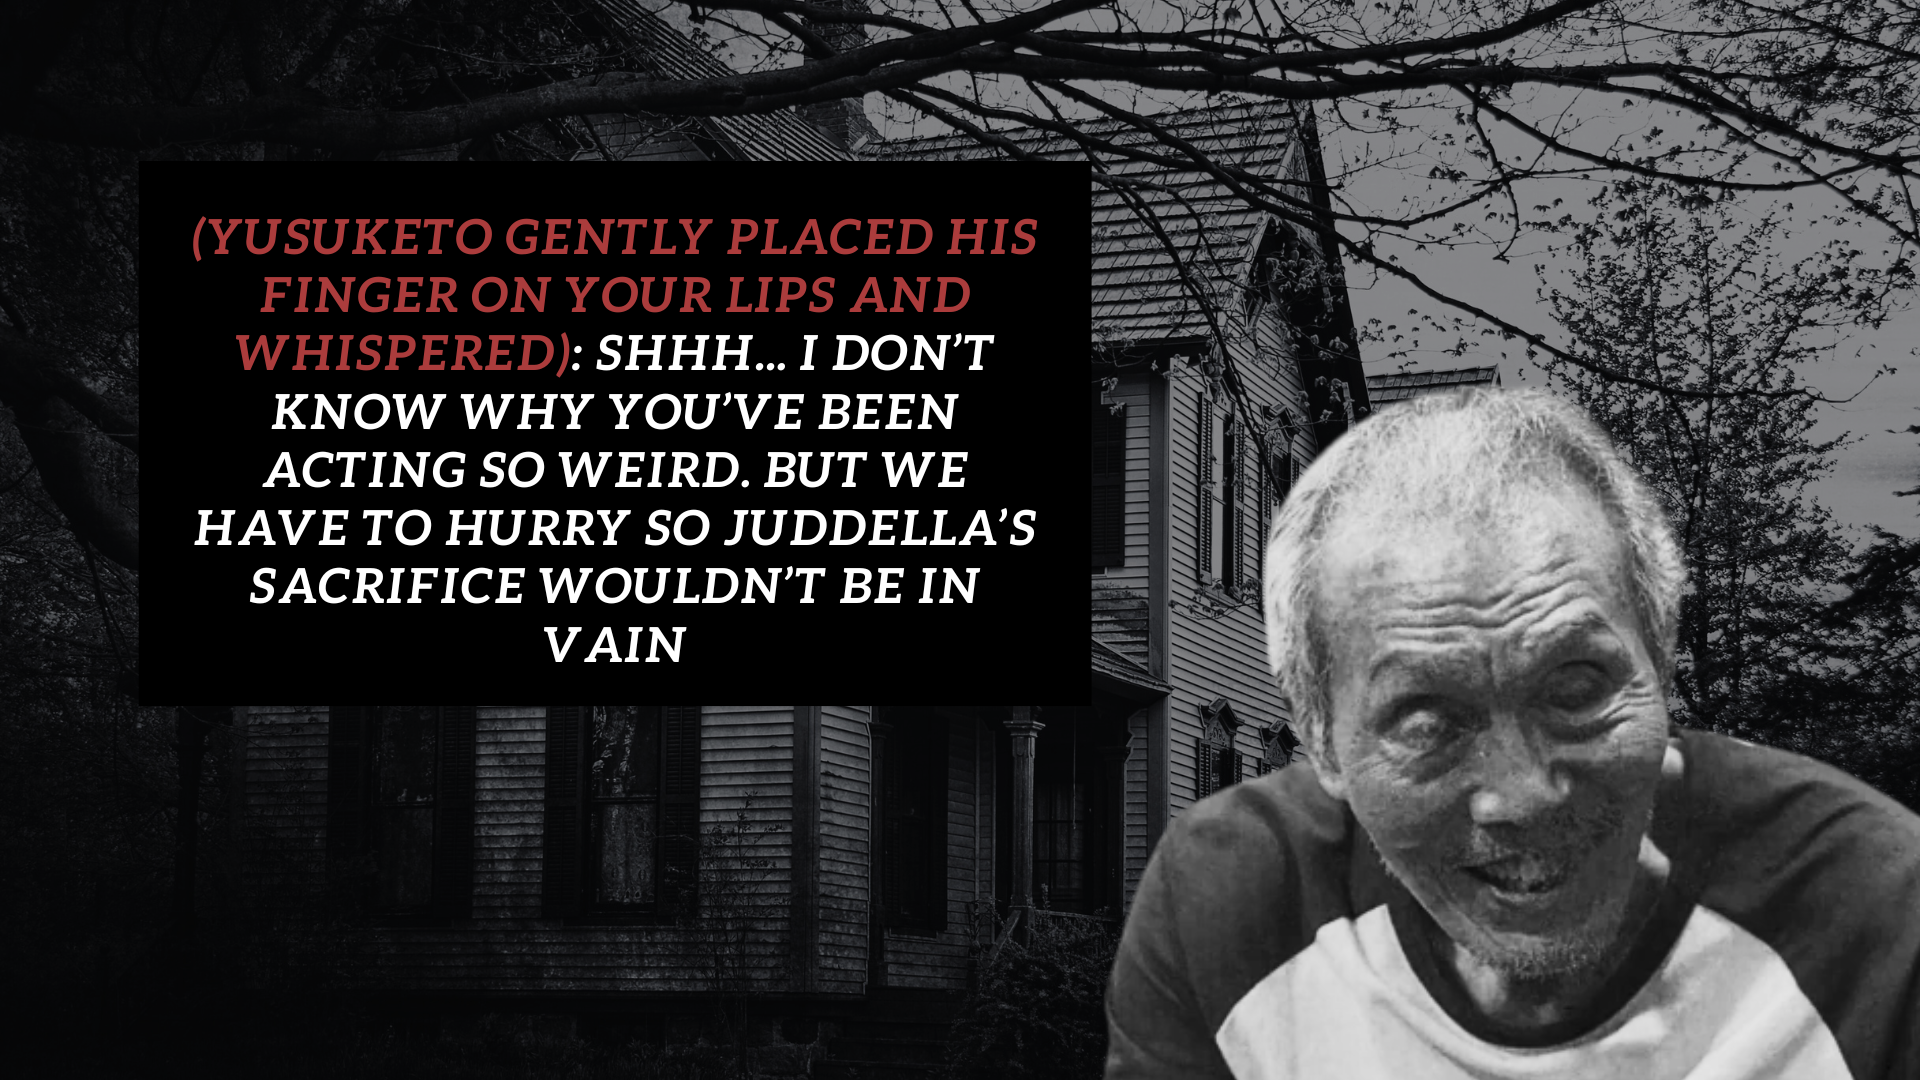 (YUSUKETO GENTLY PLACED HIS
FINGER ON YOUR LIPS AND
WHISPERED): SHHH... I DON’T
KNOW WHY YOU’VE BEEN
ACTING SO WEIRD. BUT WE
HAVE TO HURRY SO JUDDELLA’S
SACRIFICE WOULDN’T BE IN
VAIN